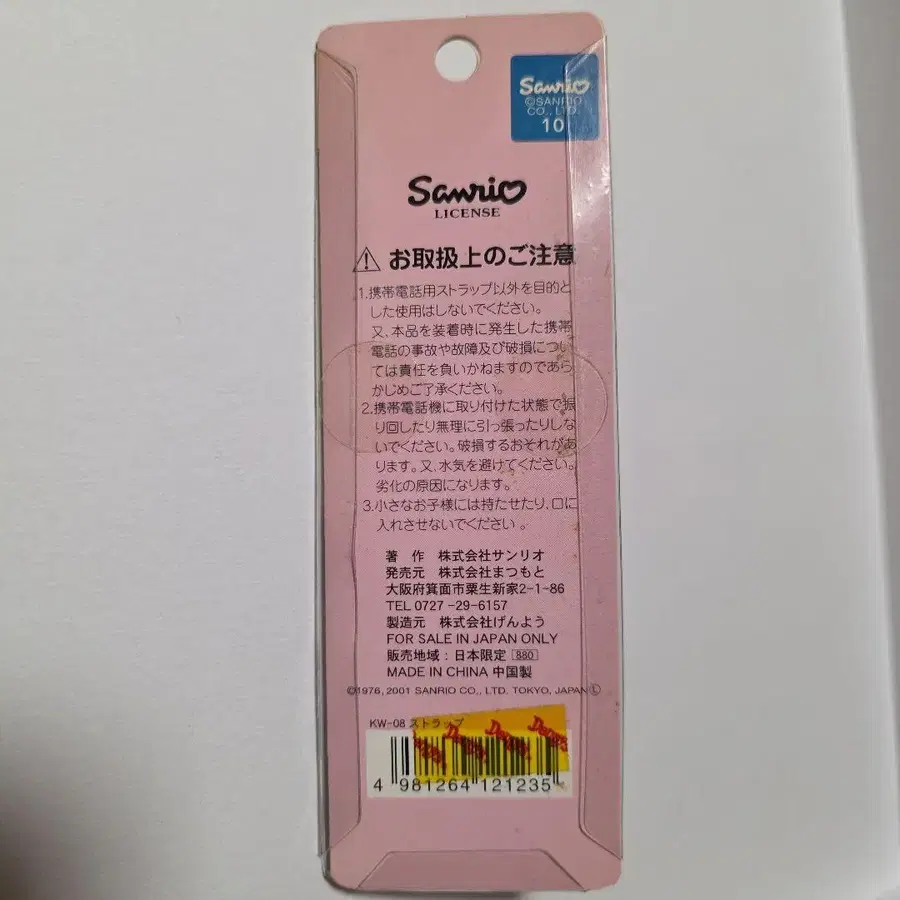 Sanrio
©SANRIO
CO., LTD.
10
Sanrio
LICENSE
お取扱上のご注意
1.携帯電話用ストラップ以外を目的と
した使用はしないでください。
又、本品を装着時に発生した携帯
電話の事故や故障及び破損につい
ては責任を負いかねますのであら
かじめご了承ください。
2.携帯電話機に取り付けた状態で振
り回したり無理に引っ張ったりしな
いでください。破損するおそれがあ
ります。又、水気を避けてください。
劣化の原因になります。
3.小さなお子様には持たせたり、口に
入れさせないでください。
著 作 株式会社サンリオ
発売元 株式会社まつもと
大阪府箕面市粟生新家2-1-86
TEL 0727-29-6157
製造元 株式会社げんよう
FOR SALE IN JAPAN ONLY
販売地域：日本限定 880
MADE IN CHINA 中国製
©1976, 2001 SANRIO CO., LTD. TOKYO, JAPAN Ⓛ
KW-08 ストラップ
4 981264 121235